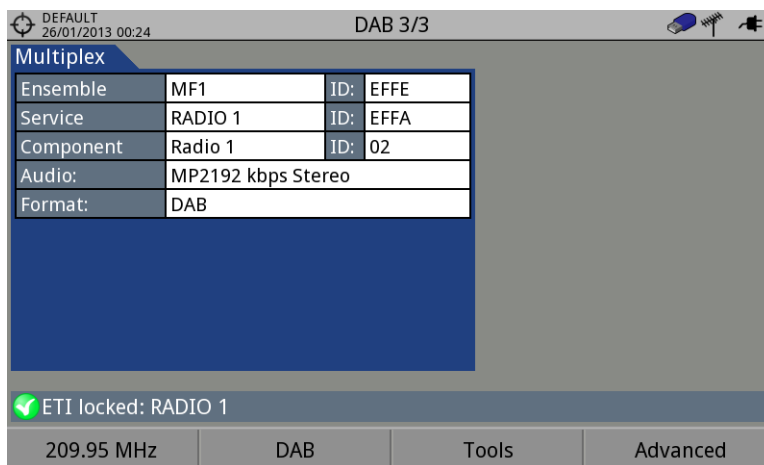 DEFAULT
26/01/2013 00:24
DAB 3/3
Multiplex
Ensemble MF1 ID: EFFE
Service RADIO 1 ID: EFFA
Component Radio 1 ID: 02
Audio: MP2192 kbps Stereo
Format: DAB
ETI locked: RADIO 1
209.95 MHz DAB Tools Advanced